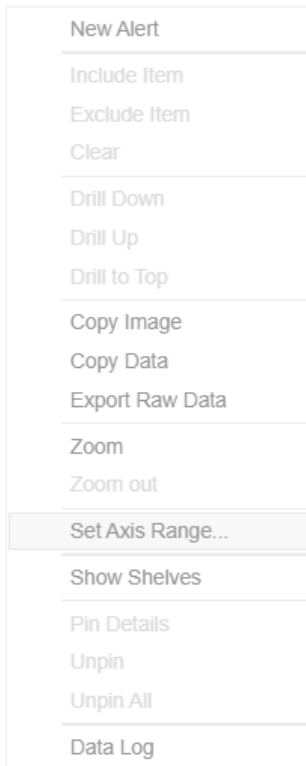 New Alert
Include Item
Exclude Item
Clear
Drill Down
Drill Up
Drill to Top
Copy Image
Copy Data
Export Raw Data
Zoom
Zoom out
Set Axis Range...
Show Shelves
Pin Details
Unpin
Unpin All
Data Log